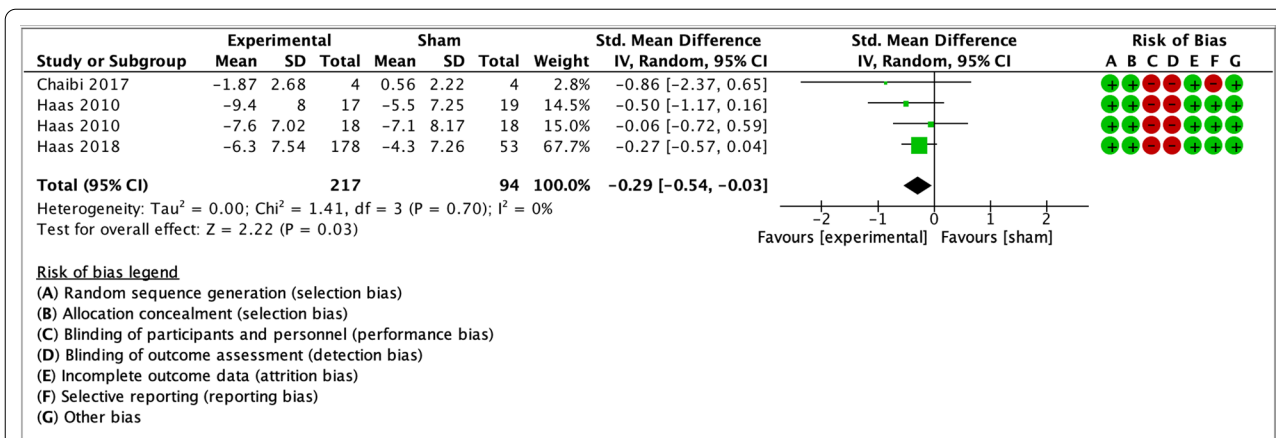 Experimental Sham Std. Mean Difference Std. Mean Difference Risk of Bias
Study or Subgroup Mean SD Total Mean SD Total Weight IV, Random, 95% CI IV, Random, 95% CI A B C D E F G
Chaibi 2017 −1.87 2.68 4 0.56 2.22 4 2.8% −0.86 [−2.37, 0.65] + + − − + − +
Haas 2010 −9.4 8 17 −5.5 7.25 19 14.5% −0.50 [−1.17, 0.16] + + − − + + +
Haas 2010 −7.6 7.02 18 −7.1 8.17 18 15.0% −0.06 [−0.72, 0.59] + + − − + + +
Haas 2018 −6.3 7.54 178 −4.3 7.26 53 67.7% −0.27 [−0.57, 0.04] + + − − + + +
Total (95% CI) 217 94 100.0% −0.29 [−0.54, −0.03]
Heterogeneity: Tau² = 0.00; Chi² = 1.41, df = 3 (P = 0.70); I² = 0%
Test for overall effect: Z = 2.22 (P = 0.03)
−2 −1 0 1 2
Favours [experimental] Favours [sham]
Risk of bias legend
(A) Random sequence generation (selection bias)
(B) Allocation concealment (selection bias)
(C) Blinding of participants and personnel (performance bias)
(D) Blinding of outcome assessment (detection bias)
(E) Incomplete outcome data (attrition bias)
(F) Selective reporting (reporting bias)
(G) Other bias